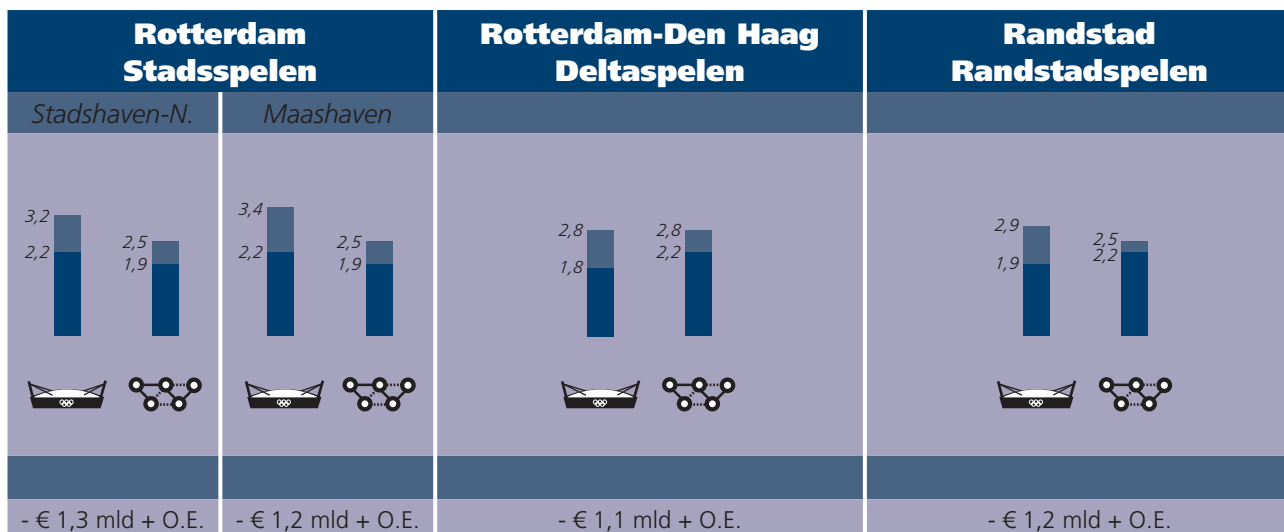 Rotterdam
Stadsspelen
Rotterdam-Den Haag
Deltaspelen
Randstad
Randstadspelen
Stadshaven-N.
Maashaven
3,2
2,2
2,5
1,9
3,4
2,2
2,5
1,9
2,8
1,8
2,8
2,2
2,9
1,9
2,5
2,2
- € 1,3 mld + O.E.
- € 1,2 mld + O.E.
- € 1,1 mld + O.E.
- € 1,2 mld + O.E.